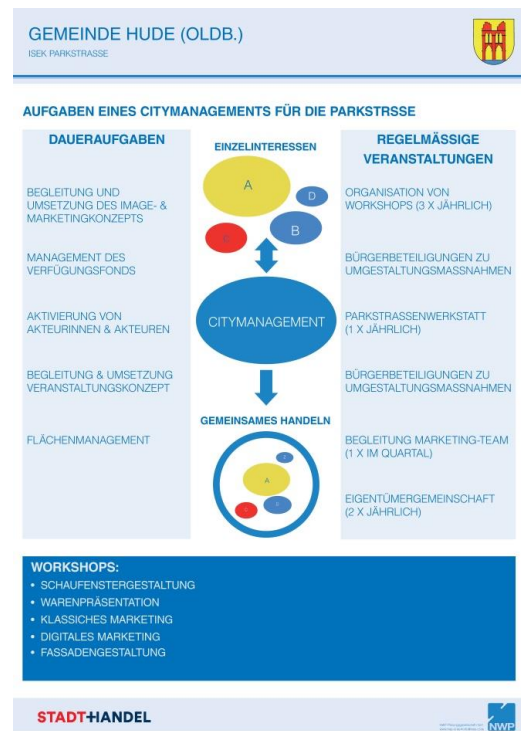 GEMEINDE HUDE (OLDB.)
ISEK PARKSTRASSE
AUFGABEN EINES CITYMANAGEMENTS FÜR DIE PARKSTRSSE
DAUERAUFGABEN
BEGLEITUNG UND
UMSETZUNG DES IMAGE- &
MARKETINGKONZEPTS
MANAGEMENT DES
VERFÜGUNGSFONDS
AKTIVIERUNG VON
AKTEURINNEN & AKTEUREN
BEGLEITUNG & UMSETZUNG
VERANSTALTUNGSKONZEPT
FLÄCHENMANAGEMENT
EINZELINTERESSEN
A
D
B
CITYMANAGEMENT
GEMEINSAMES HANDELN
A
REGELMÄSSIGE
VERANSTALTUNGEN
ORGANISATION VON
WORKSHOPS (3 X JÄHRLICH)
BÜRGERBETEILIGUNGEN ZU
UMGESTALTUNGSMASSNAHMEN
PARKSTRASSENWERKSTATT
(1 X JÄHRLICH)
BÜRGERBETEILIGUNGEN ZU
UMGESTALTUNGSMASSNAHMEN
BEGLEITUNG MARKETING-TEAM
(1 X IM QUARTAL)
EIGENTÜMERGEMEINSCHAFT
(2 X JÄHRLICH)
WORKSHOPS:
• SCHAUFENSTERGESTALTUNG
• WARENPRÄSENTATION
• KLASSICHES MARKETING
• DIGITALES MARKETING
• FASSADENGESTALTUNG
STADT+HANDEL
NWP